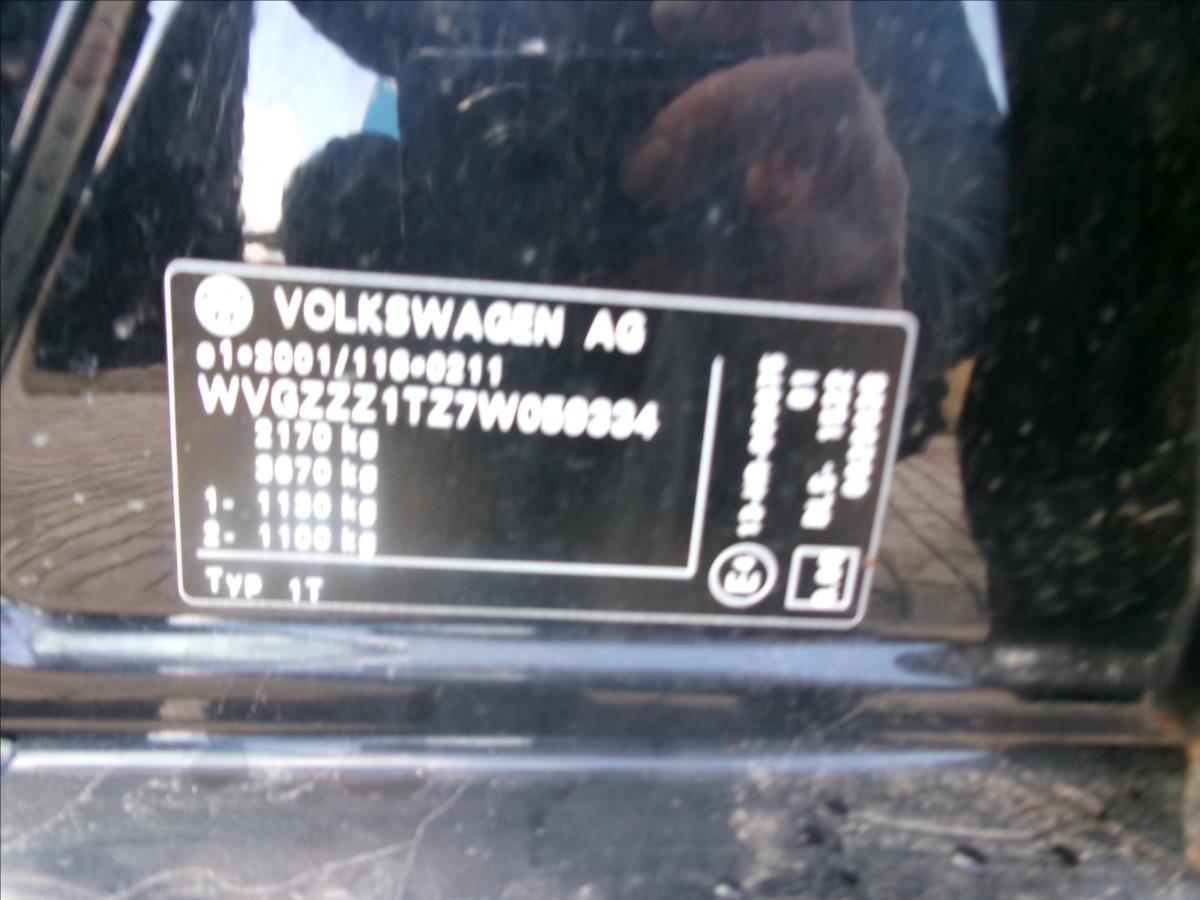 VOLKSWAGEN AG
e1*2001/116*0211
WVGZZZ1TZ7W059334
2170 kg
3670 kg
1- 1130 kg
2- 1100 kg
Typ 1T
01